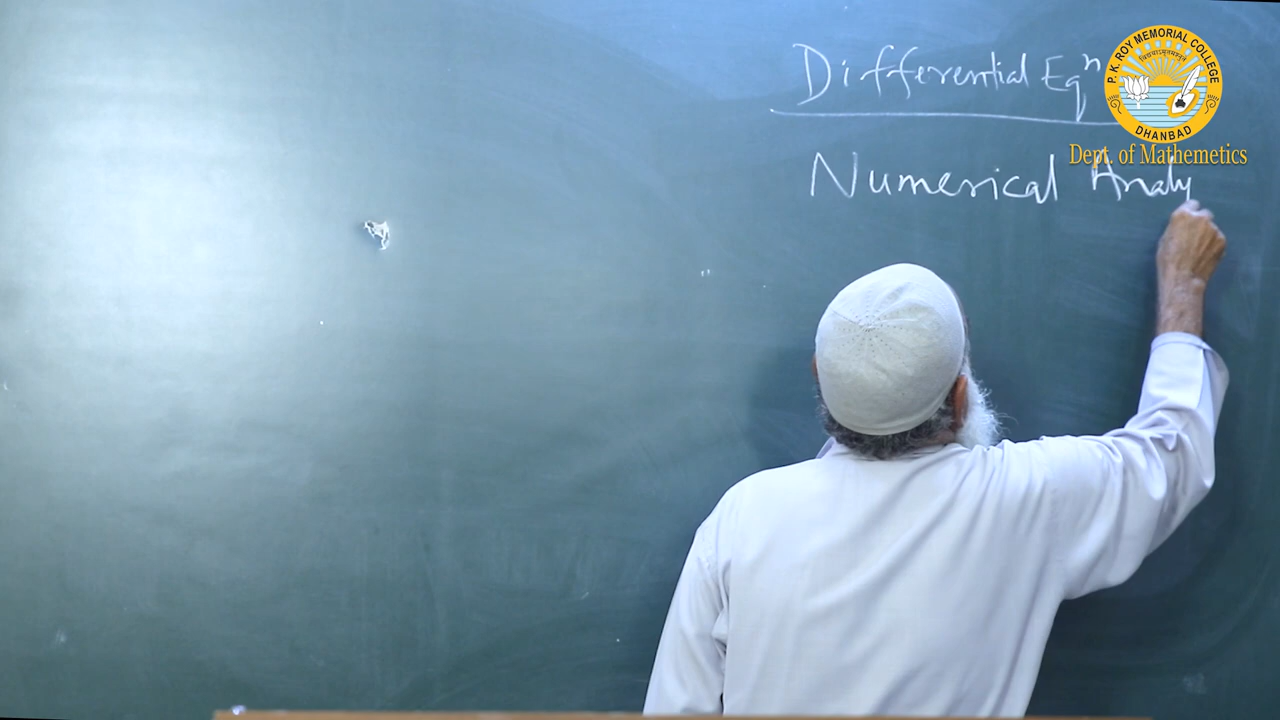 Differential Eqⁿ
Numerical Analy
P. K. ROY MEMORIAL COLLEGE
DHANBAD
Dept. of Mathemetics